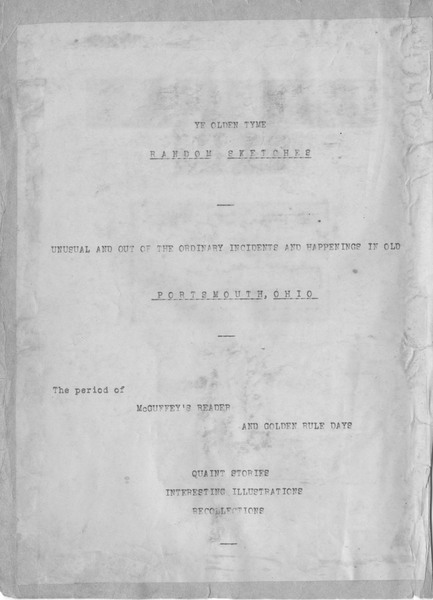 YE OLDEN TYME
RANDOM SKETCHES
UNUSUAL AND OUT OF THE ORDINARY INCIDENTS AND HAPPENINGS IN OLD
PORTSMOUTH, OHIO
The period of
McGUFFEY'S READER
AND GOLDEN RULE DAYS
QUAINT STORIES
INTERESTING ILLUSTRATIONS
RECOLLECTIONS